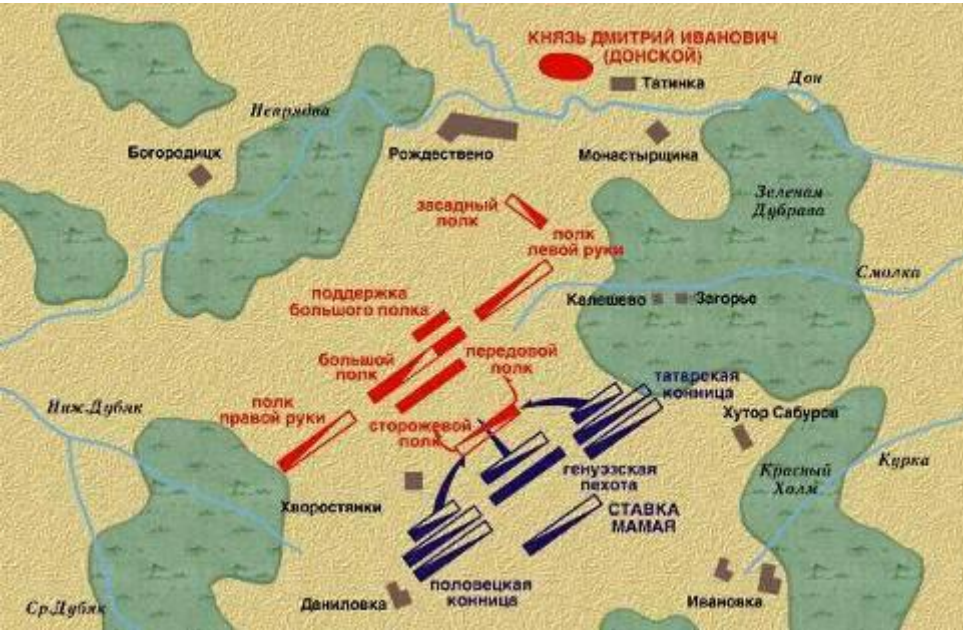 КНЯЗЬ ДМИТРИЙ ИВАНОВИЧ
(ДОНСКОЙ)
Татинка
Дон
Непрядва
Богородицк
Рождествено
Монастырщина
Зеленая
Дубрава
засадный
полк
полк
левой руки
Смолка
Калешево
Загорье
поддержка
большого полка
большой
полк
передовой
полк
татарская
конница
Ниж.Дубяк
полк
правой руки
сторожевой
полк
Хутор Сабуров
Курка
Красный
Холм
генуэзская
пехота
Хворостянки
СТАВКА
МАМАЯ
половецкая
конница
Даниловка
Ивановка
Ср.Дубяк